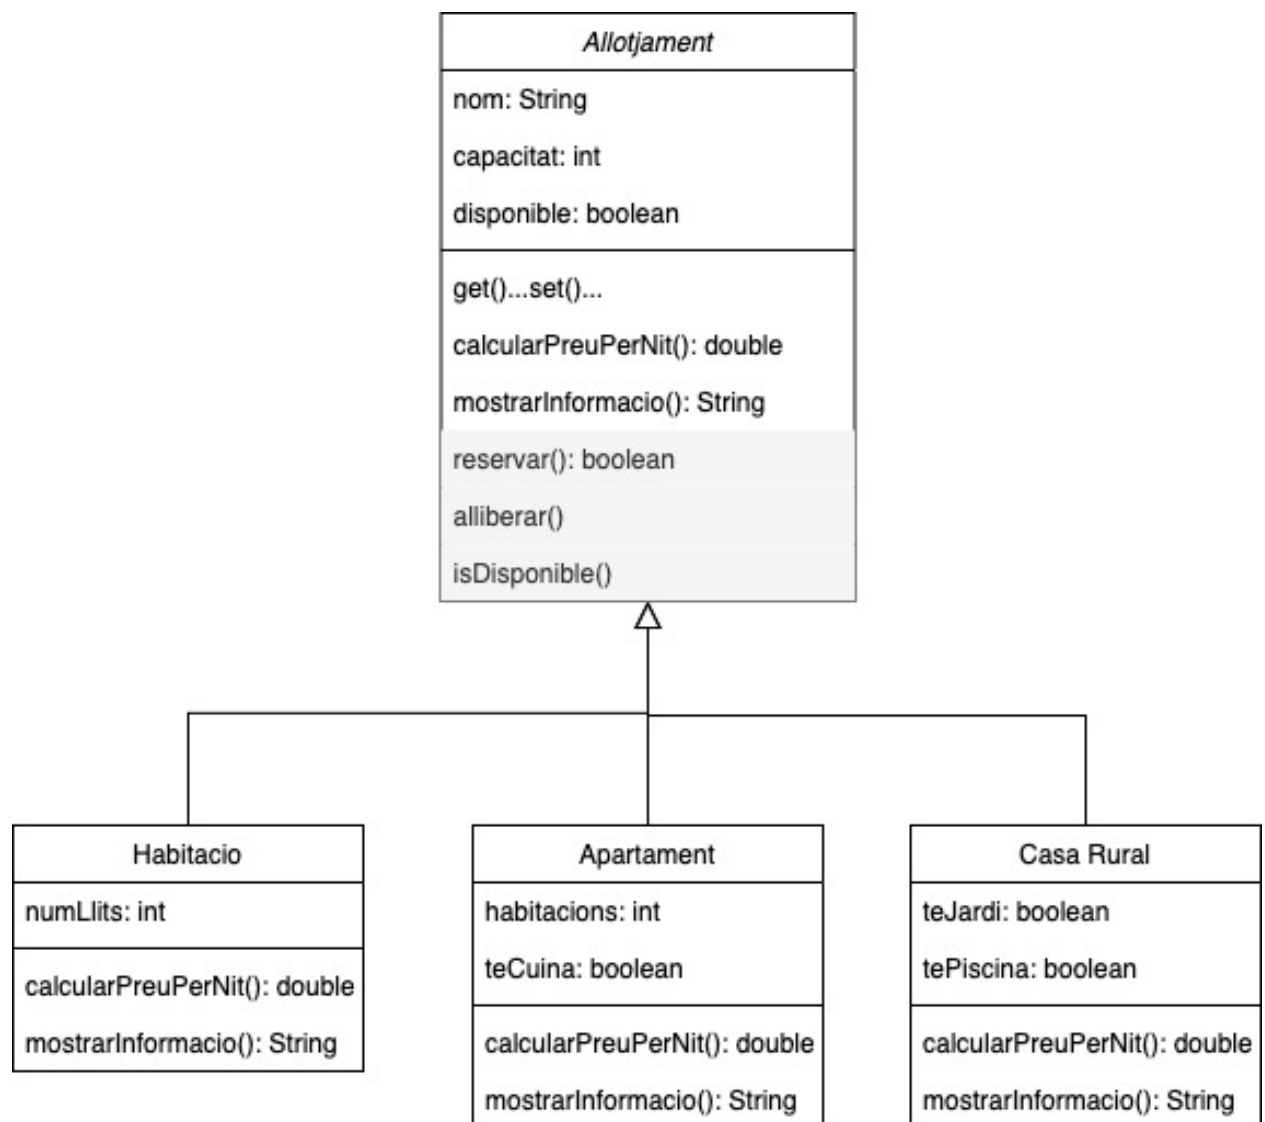 Allotjament
nom: String
capacitat: int
disponible: boolean
get()...set()...
calcularPreuPerNit(): double
mostrarInformacio(): String
reservar(): boolean
alliberar()
isDisponible()
Habitacio
numLlits: int
calcularPreuPerNit(): double
mostrarInformacio(): String
Apartament
habitacions: int
teCuina: boolean
calcularPreuPerNit(): double
mostrarInformacio(): String
Casa Rural
teJardi: boolean
tePiscina: boolean
calcularPreuPerNit(): double
mostrarInformacio(): String